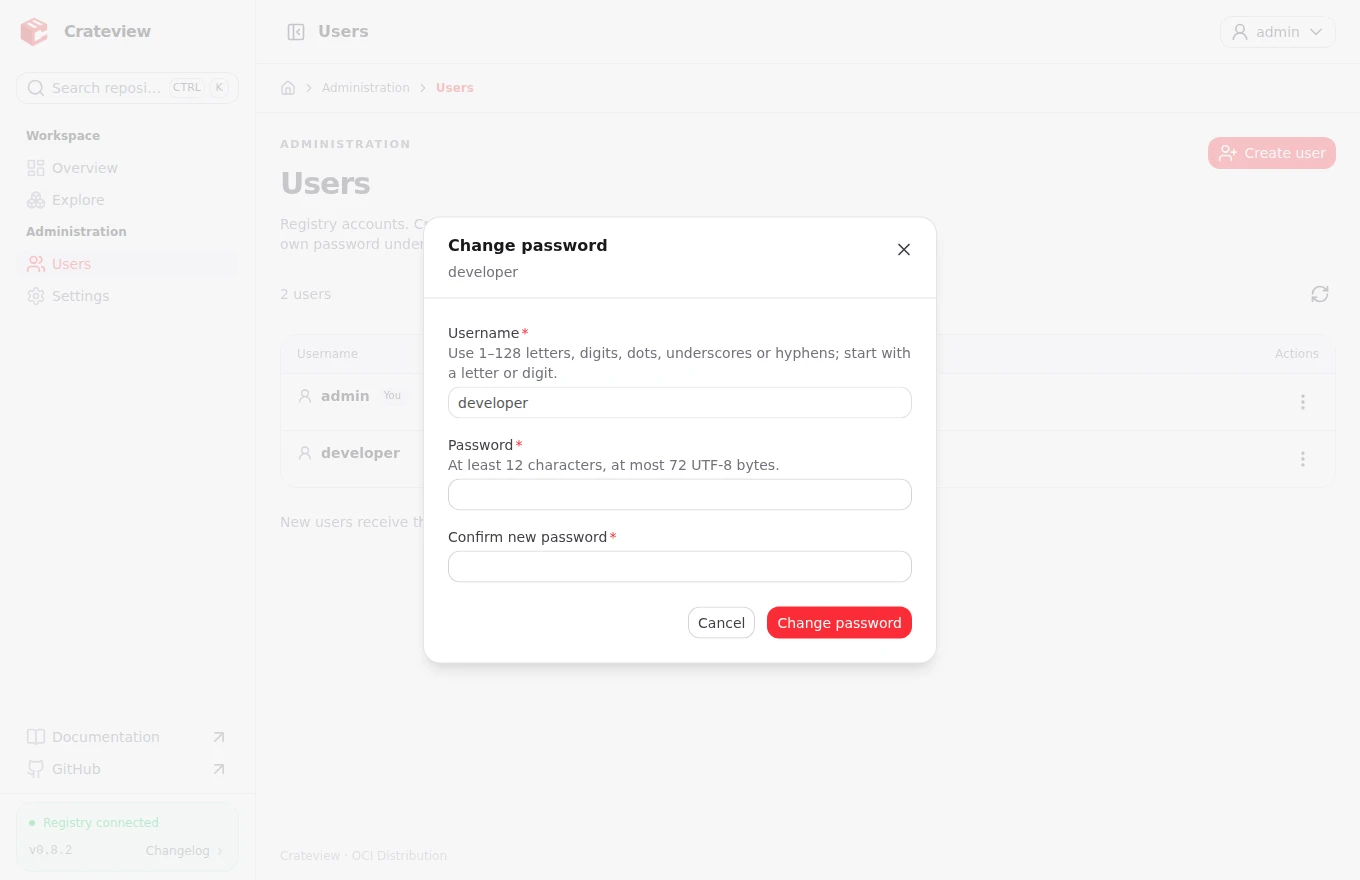 Crateview
Users
admin
Search reposi... CTRL K
Administration
Users
Workspace
ADMINISTRATION
Create user
Overview
Users
Explore
Registry accounts. Cr
Administration
own password under
Users
Settings
2 users
Username
Actions
admin You
developer
New users receive th
Change password
developer
Username*
Use 1–128 letters, digits, dots, underscores or hyphens; start with
a letter or digit.
developer
Password*
At least 12 characters, at most 72 UTF-8 bytes.
Confirm new password*
Cancel
Change password
Documentation
GitHub
Registry connected
v0.8.2
Changelog
Crateview · OCI Distribution